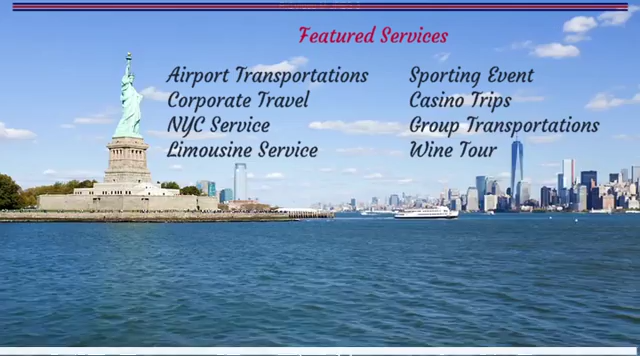 Featured Services
Airport Transportations
Corporate Travel
NYC Service
Limousine Service
Sporting Event
Casino Trips
Group Transportations
Wine Tour